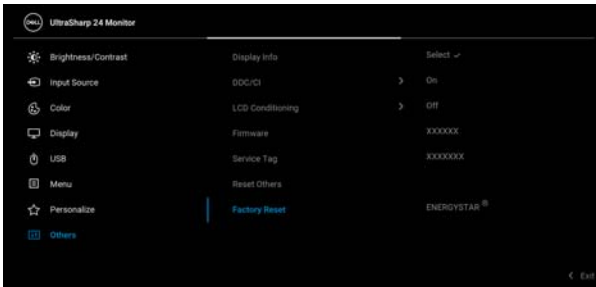 DELL UltraSharp 24 Monitor
Brightness/Contrast Display Info Select ✓
Input Source DDC/CI > On
Color LCD Conditioning > Off
Display Firmware XXXXXX
USB Service Tag XXXXXXX
Menu Reset Others
Personalize Factory Reset ENERGYSTAR®
Others
< Exit